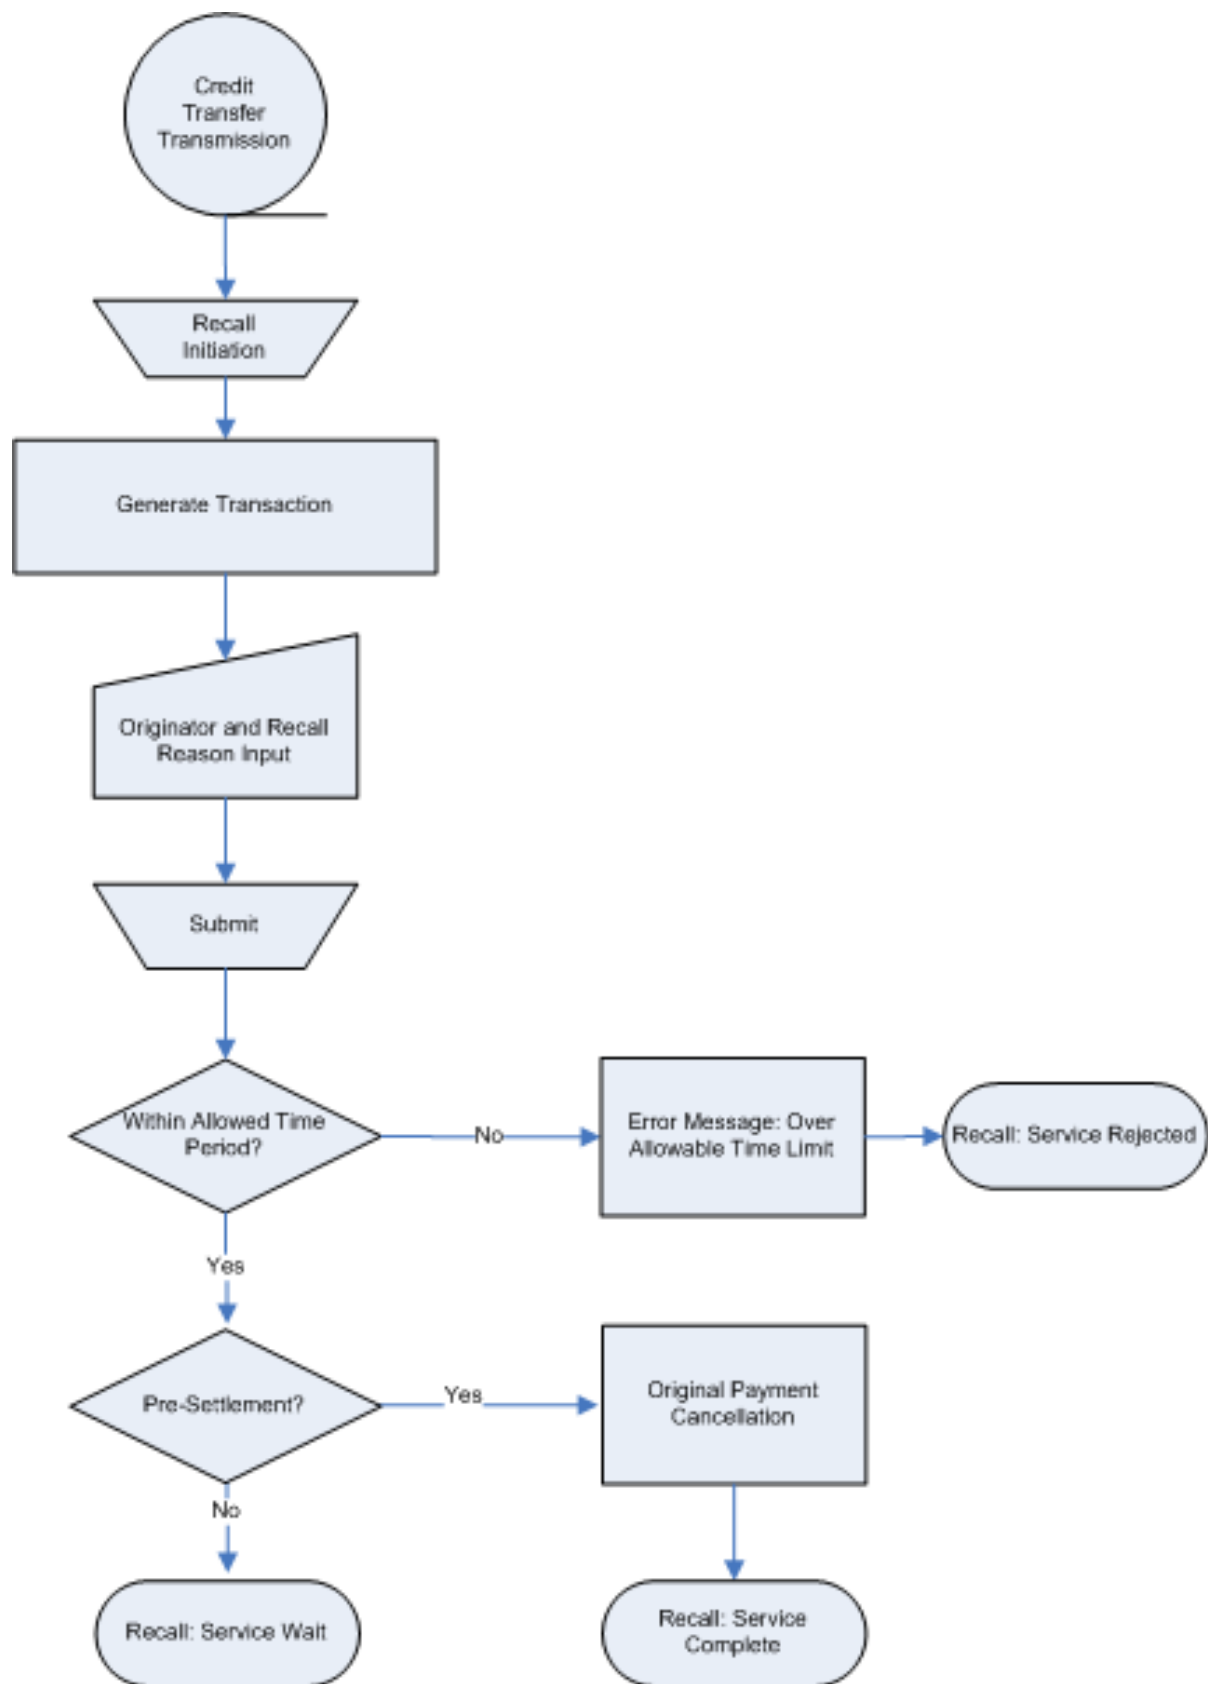 Credit
Transfer
Transmission
Recall
Initiation
Generate Transaction
Originator and Recall
Reason Input
Submit
Within Allowed Time
Period?
No
Error Message: Over
Allowable Time Limit
Recall: Service Rejected
Yes
Pre-Settlement?
Yes
Original Payment
Cancellation
No
Recall: Service Wait
Recall: Service
Complete